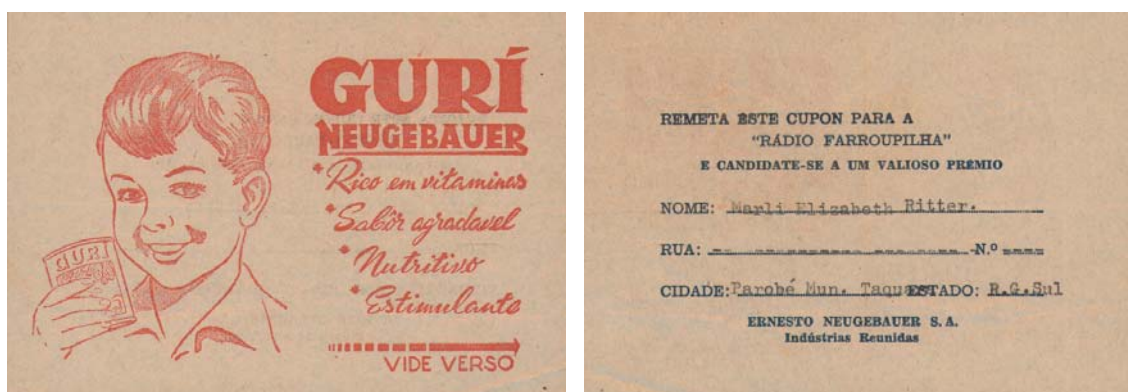 GURÍ
NEUGEBAUER
* Rico em vitaminas
* Sabôr agradavel
* Nutritivo
* Estimulante
VIDE VERSO
GURI
REMETA ESTE CUPON PARA A
"RÁDIO FARROUPILHA"
E CANDIDATE-SE A UM VALIOSO PRÊMIO
NOME: Marli Elizabeth Ritter.
RUA: -N.º
CIDADE: Parobé Mun. Taquara ESTADO: R.G.Sul
ERNESTO NEUGEBAUER S. A.
Indústrias Reunidas